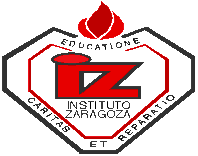 EDUCATIONE
iz
INSTITUTO
ZARAGOZA
CARITAS ET REPARATIO